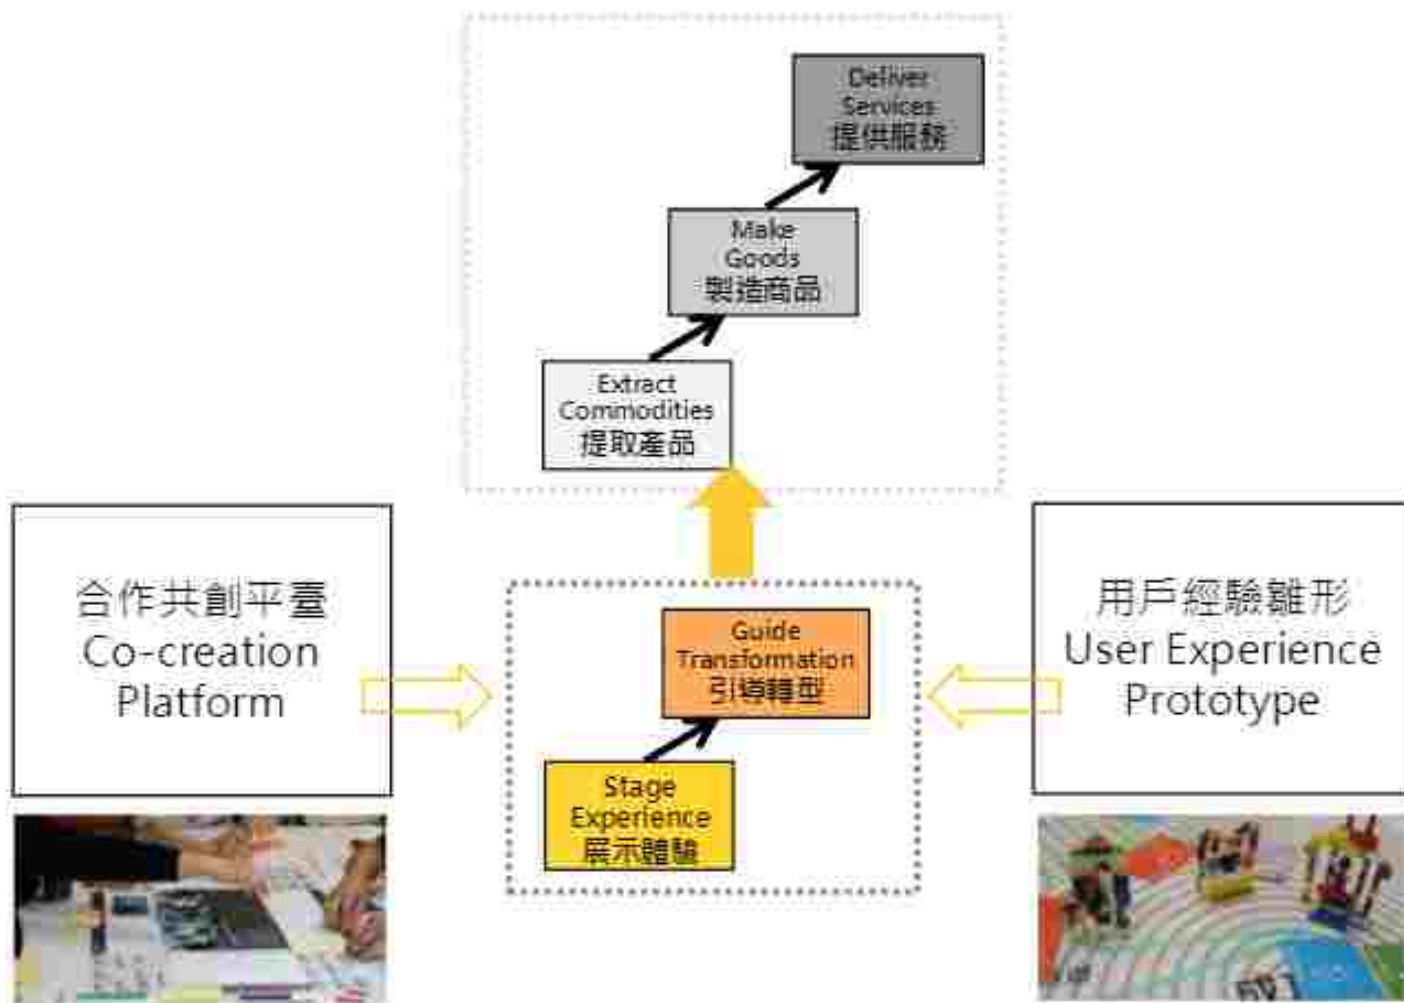 Deliver
Services
提供服務
Make
Goods
製造商品
Extract
Commodities
提取產品
合作共創平臺
Co-creation
Platform
Guide
Transformation
引導轉型
Stage
Experience
展示體驗
用戶經驗雛形
User Experience
Prototype